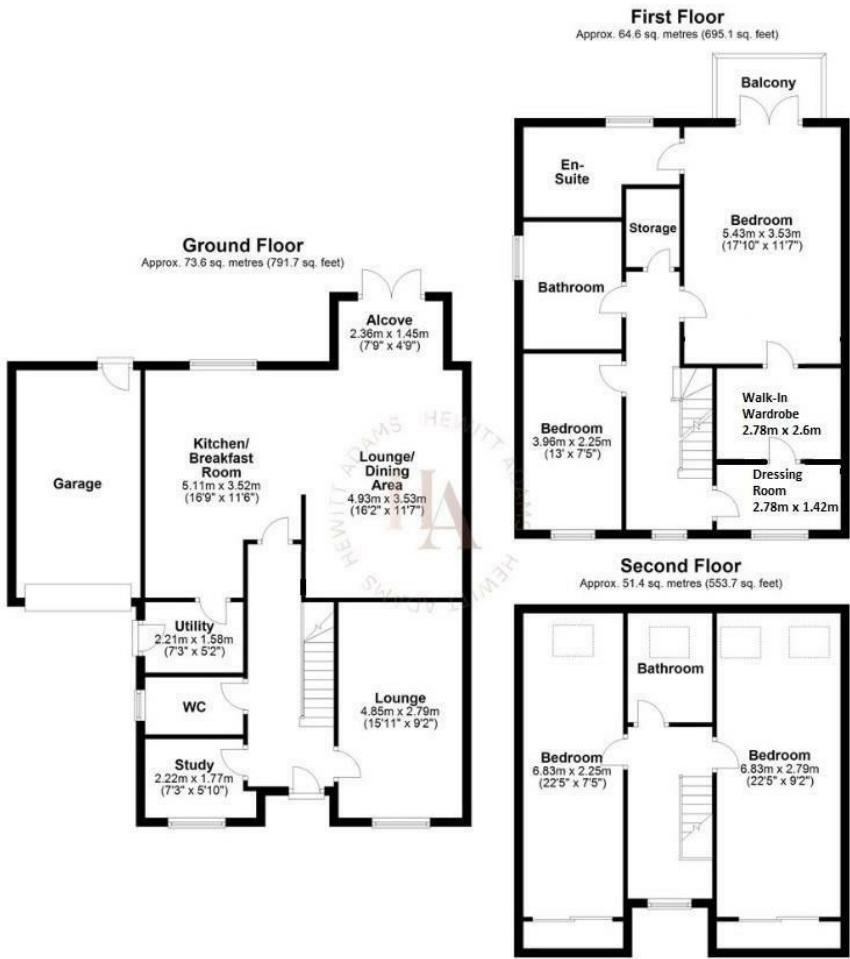 First Floor
Approx. 64.6 sq. metres (695.1 sq. feet)
Balcony
En-
Suite
Storage
Bedroom
5.43m x 3.53m
(17'10" x 11'7")
Bathroom
Walk-In
Wardrobe
2.78m x 2.6m
Bedroom
3.96m x 2.25m
(13' x 7'5")
Dressing
Room
2.78m x 1.42m
Ground Floor
Approx. 73.6 sq. metres (791.7 sq. feet)
Alcove
2.36m x 1.45m
(7'9" x 4'9")
Garage
Kitchen/
Breakfast
Room
5.11m x 3.52m
(16'9" x 11'6")
Lounge/
Dining
Area
4.93m x 3.53m
(16'2" x 11'7")
Utility
2.21m x 1.58m
(7'3" x 5'2")
WC
Lounge
4.85m x 2.79m
(15'11" x 9'2")
Study
2.22m x 1.77m
(7'3" x 5'10")
HEWITT ADAMS HEWITT ADAMS HEWITT ADAMS
HA
Second Floor
Approx. 51.4 sq. metres (553.7 sq. feet)
Bathroom
Bedroom
6.83m x 2.25m
(22'5" x 7'5")
Bedroom
6.83m x 2.79m
(22'5" x 9'2")